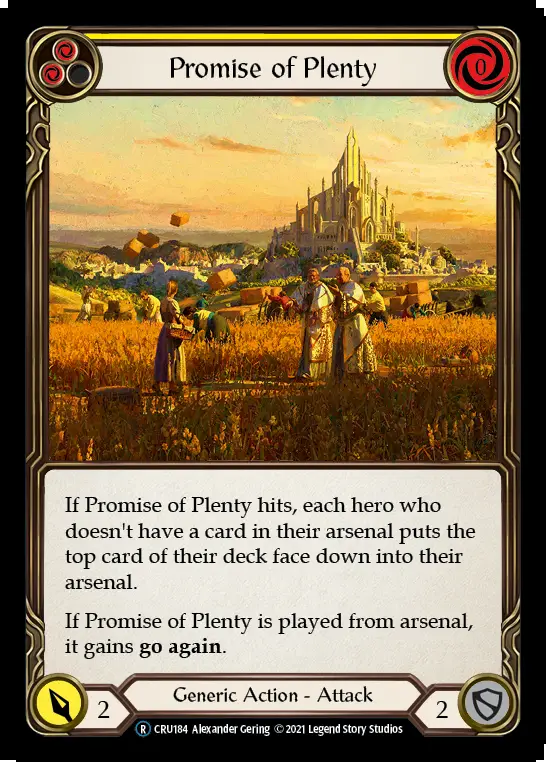 Promise of Plenty
0
If Promise of Plenty hits, each hero who
doesn't have a card in their arsenal puts the
top card of their deck face down into their
arsenal.
If Promise of Plenty is played from arsenal,
it gains go again.
2
Generic Action - Attack
2
R CRU184 Alexander Gering © 2021 Legend Story Studios